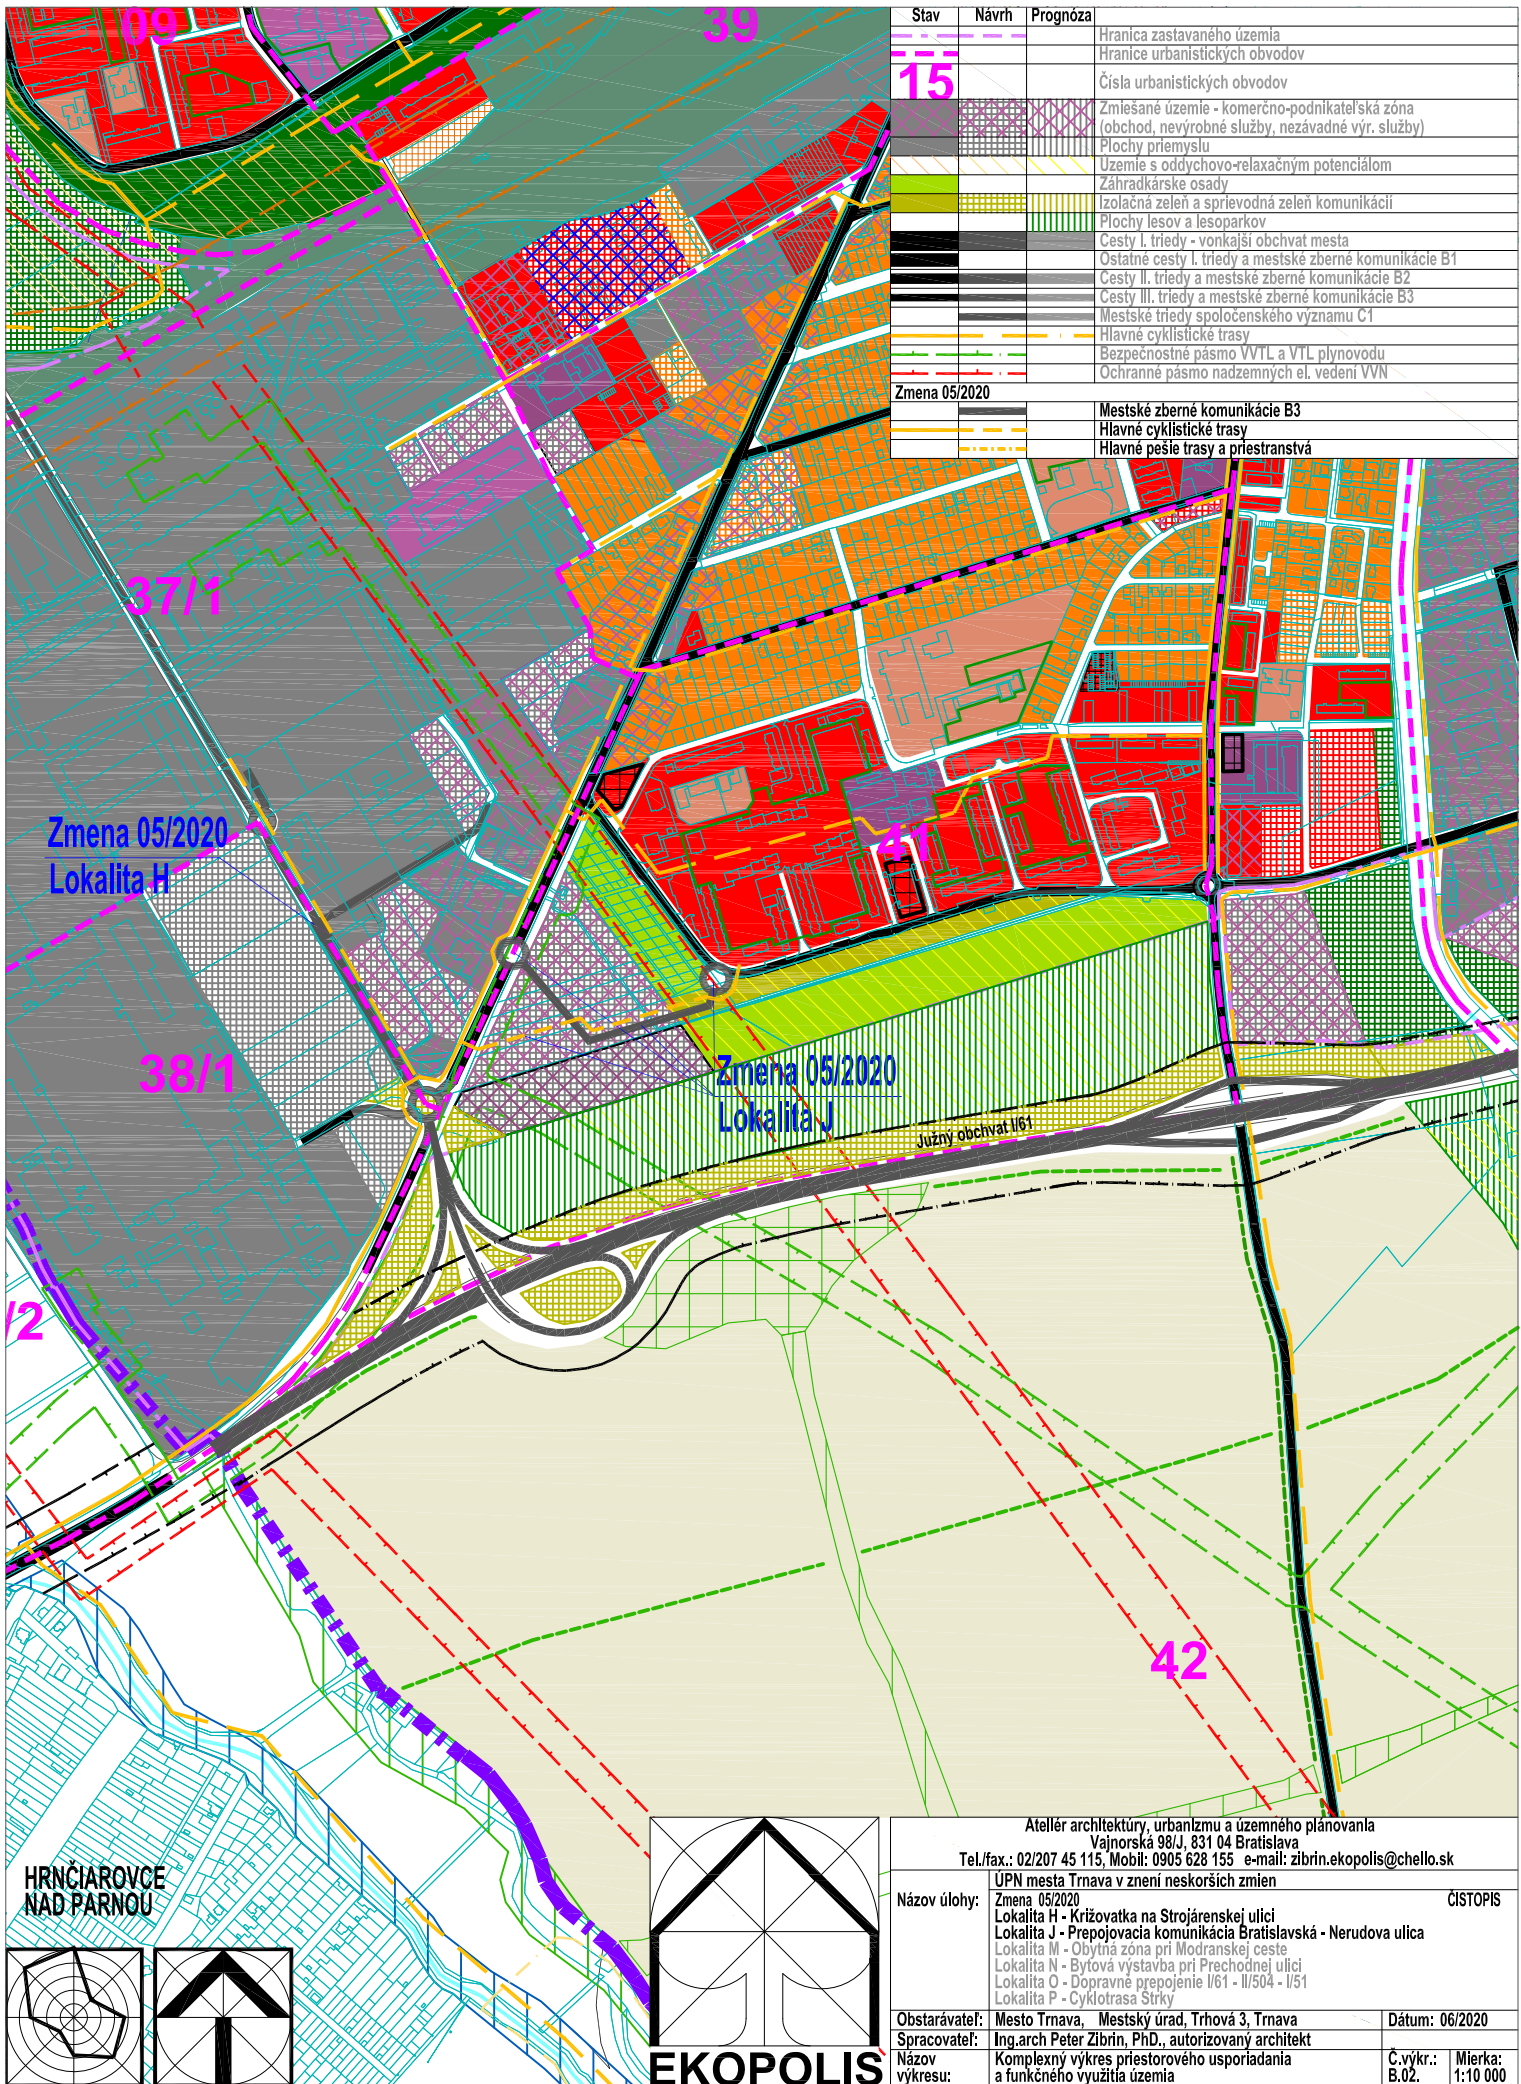 09
39
Stav Návrh Prognóza
Hranica zastavaného územia
Hranice urbanistických obvodov
15
Čísla urbanistických obvodov
Zmiešané územie - komerčno-podnikateľská zóna
(obchod, nevýrobné služby, nezávadné výr. služby)
Plochy priemyslu
Územie s oddychovo-relaxačným potenciálom
Záhradkárske osady
Izolačná zeleň a sprievodná zeleň komunikácií
Plochy lesov a lesoparkov
Cesty I. triedy - vonkajší obchvat mesta
Ostatné cesty I. triedy a mestské zberné komunikácie B1
Cesty II. triedy a mestské zberné komunikácie B2
Cesty III. triedy a mestské zberné komunikácie B3
Mestské triedy spoločenského významu C1
Hlavné cyklistické trasy
Bezpečnostné pásmo VVTL a VTL plynovodu
Ochranné pásmo nadzemných el. vedení VVN
Zmena 05/2020
Mestské zberné komunikácie B3
Hlavné cyklistické trasy
Hlavné pešie trasy a priestranstvá
37/1
Zmena 05/2020
Lokalita H
41
38/1
Zmena 05/2020
Lokalita J
Južný obchvat I/61
/2
42
HRNČIAROVCE
NAD PARNOU
EKOPOLIS
Ateliér architektúry, urbanizmu a územného plánovania
Vajnorská 98/J, 831 04 Bratislava
Tel./fax.: 02/207 45 115, Mobil: 0905 628 155 e-mail: zibrin.ekopolis@chello.sk
Názov úlohy:
ÚPN mesta Trnava v znení neskorších zmien
Zmena 05/2020 ČISTOPIS
Lokalita H - Križovatka na Strojárenskej ulici
Lokalita J - Prepojovacia komunikácia Bratislavská - Nerudova ulica
Lokalita M - Obytná zóna pri Modranskej ceste
Lokalita N - Bytová výstavba pri Prechodnej ulici
Lokalita O - Dopravné prepojenie I/61 - II/504 - I/51
Lokalita P - Cyklotrasa Štrky
Obstarávateľ: Mesto Trnava, Mestský úrad, Trhová 3, Trnava Dátum: 06/2020
Spracovateľ: Ing.arch Peter Zibrin, PhD., autorizovaný architekt
Názov výkresu: Komplexný výkres priestorového usporiadania
a funkčného využitia územia
Č.výkr.: B.02.
Mierka: 1:10 000